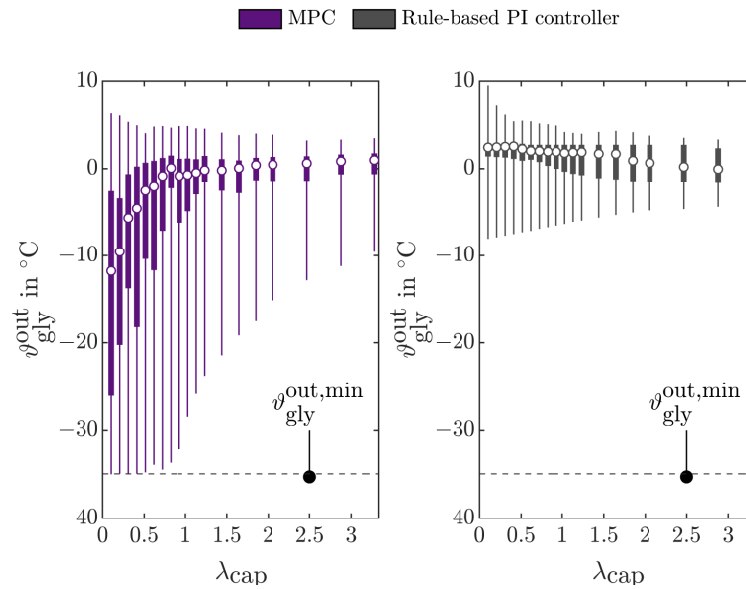 MPC Rule-based PI controller
10
0
−10
−20
−30
40
ϑ_gly^out in °C
ϑ_gly^out,min
0 0.5 1 1.5 2 2.5 3
λ_cap
10
0
−10
−20
−30
40
ϑ_gly^out in °C
ϑ_gly^out,min
0 0.5 1 1.5 2 2.5 3
λ_cap